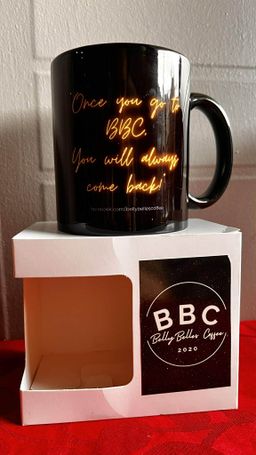 "Once you go to
BBC.
You will always
come back!"
facebook.com/bellybellescoffee
BBC
Belly Belles Coffee
2020